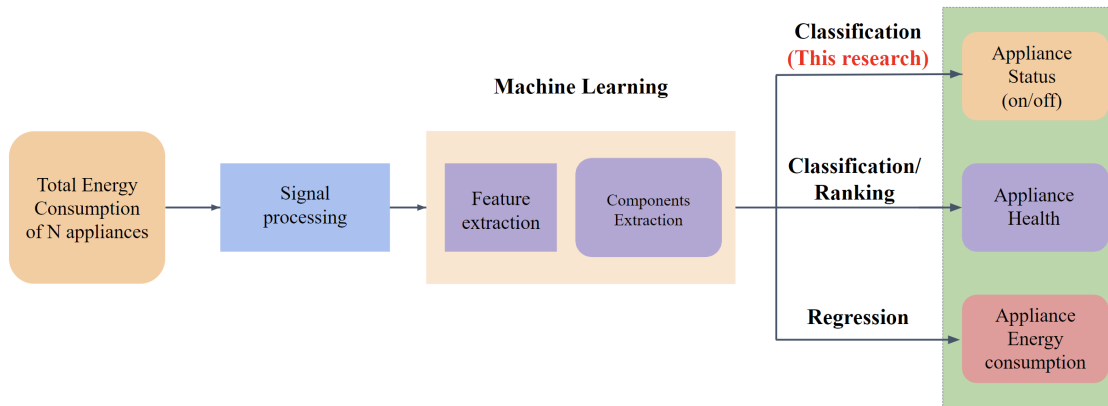 Total Energy
Consumption
of N appliances
Signal
processing
Machine Learning
Feature
extraction
Components
Extraction
Classification
(This research)
Classification/
Ranking
Regression
Appliance
Status
(on/off)
Appliance
Health
Appliance
Energy
consumption